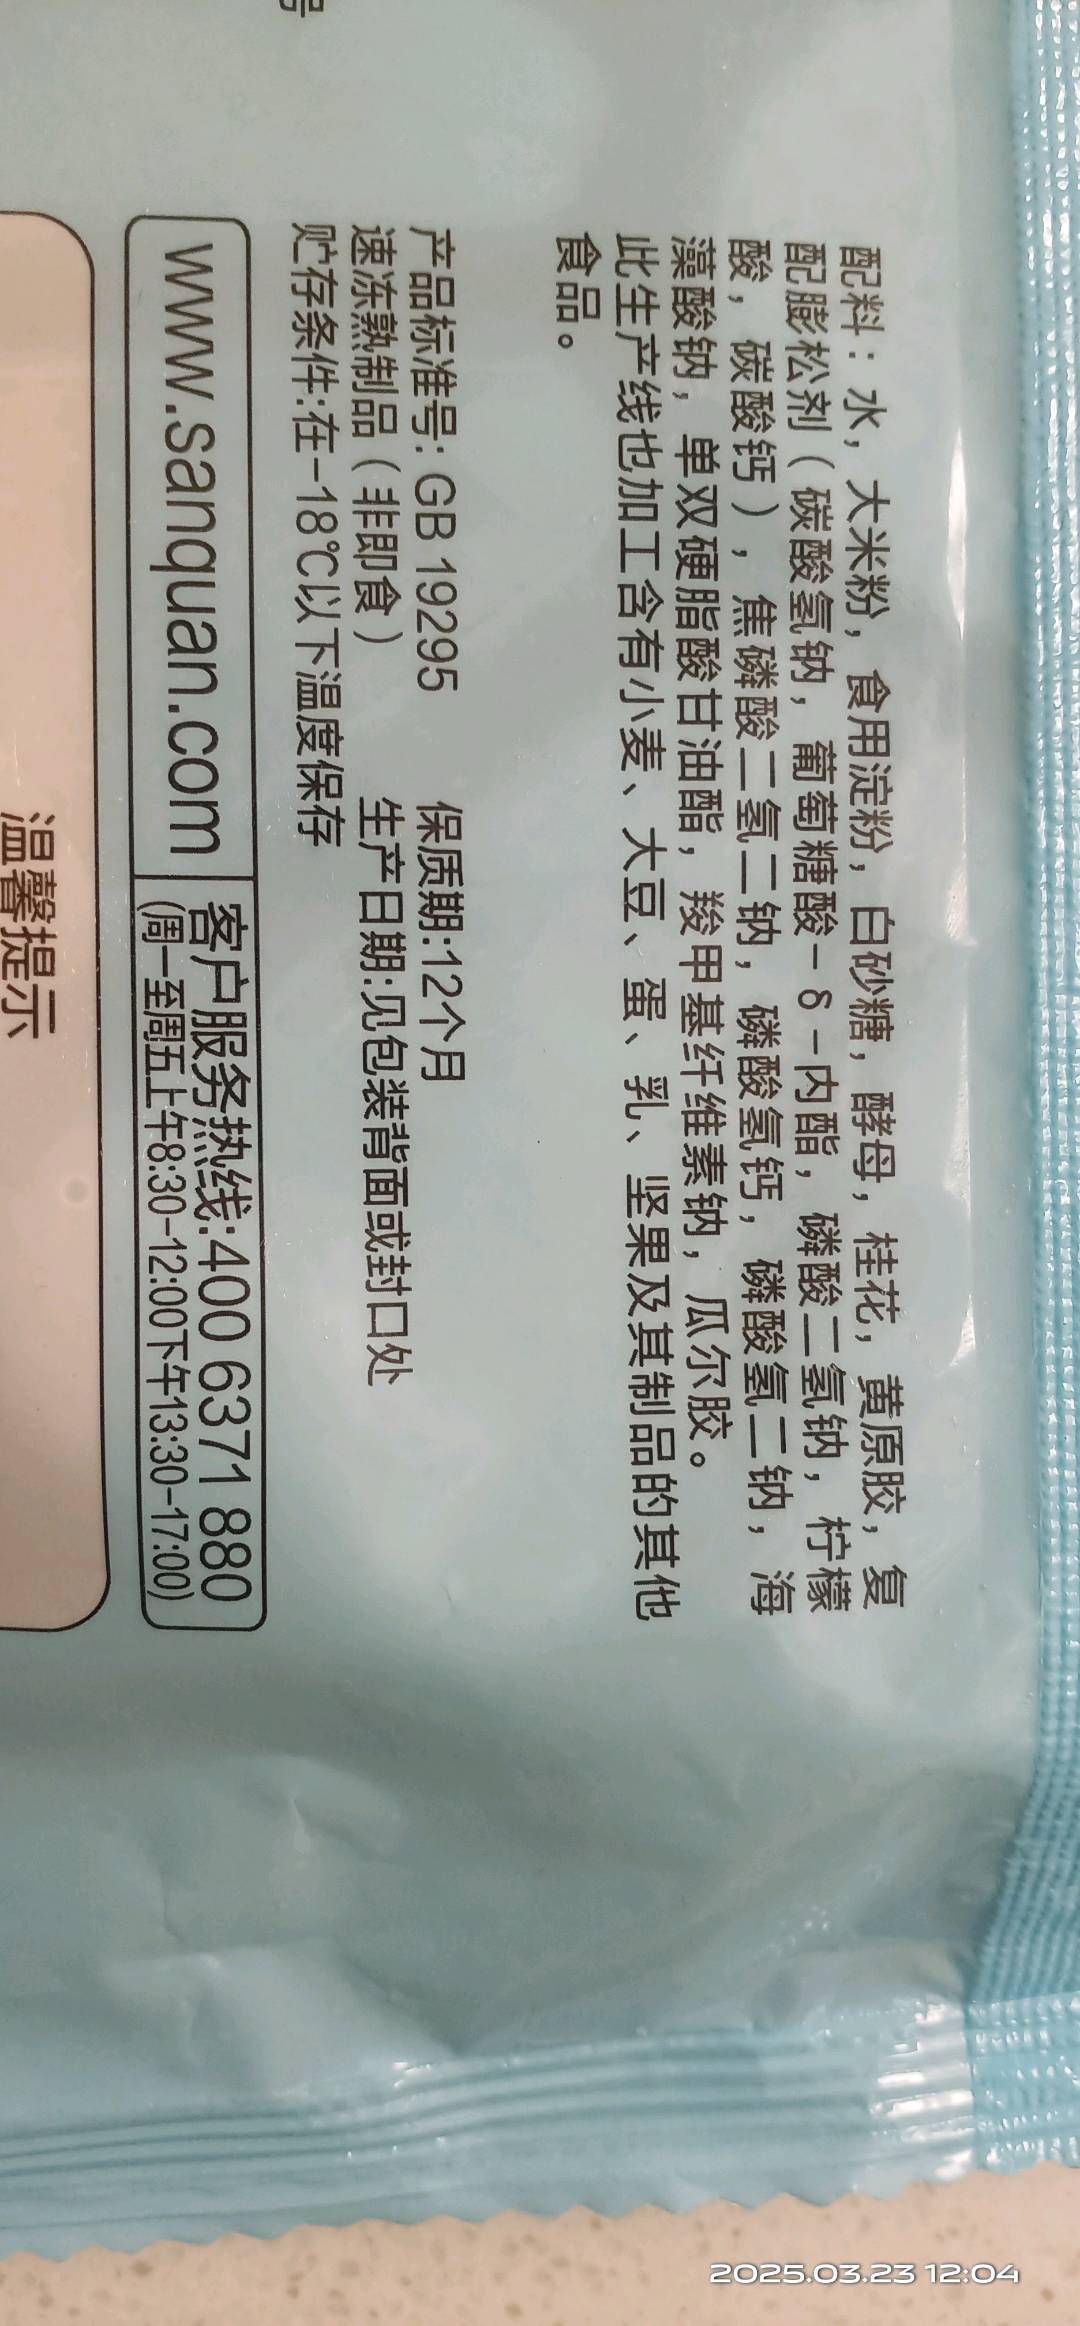 配料：水，大米粉，食用淀粉，白砂糖，酵母，桂花，黄原胶，复
配膨松剂（碳酸氢钠，葡萄糖酸-δ-内酯，磷酸二氢钠，柠檬
酸，碳酸钙），焦磷酸二氢二钠，磷酸氢钙，磷酸氢二钠，海
藻酸钠，单双硬脂酸甘油酯，羧甲基纤维素钠，瓜尔胶。
此生产线也加工含有小麦、大豆、蛋、乳、坚果及其制品的其他
食品。
产品标准号: GB 19295 保质期:12个月
速冻熟制品（非即食） 生产日期:见包装背面或封口处
贮存条件:在-18℃以下温度保存
www.sanquan.com
客户服务热线:400 6371 880
(周一至周五上午8:30-12:00下午13:30-17:00)
温馨提示
2025.03.23 12:04